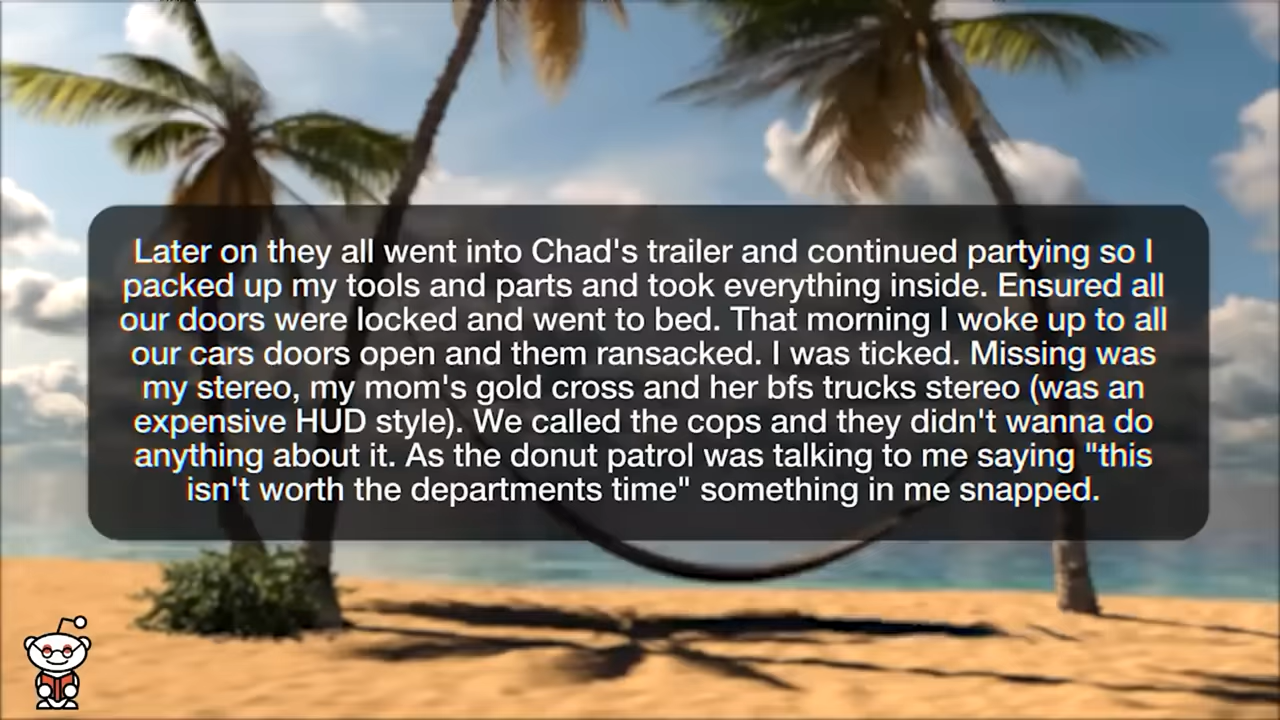 Later on they all went into Chad's trailer and continued partying so I
packed up my tools and parts and took everything inside. Ensured all
our doors were locked and went to bed. That morning I woke up to all
our cars doors open and them ransacked. I was ticked. Missing was
my stereo, my mom's gold cross and her bfs trucks stereo (was an
expensive HUD style). We called the cops and they didn't wanna do
anything about it. As the donut patrol was talking to me saying "this
isn't worth the departments time" something in me snapped.